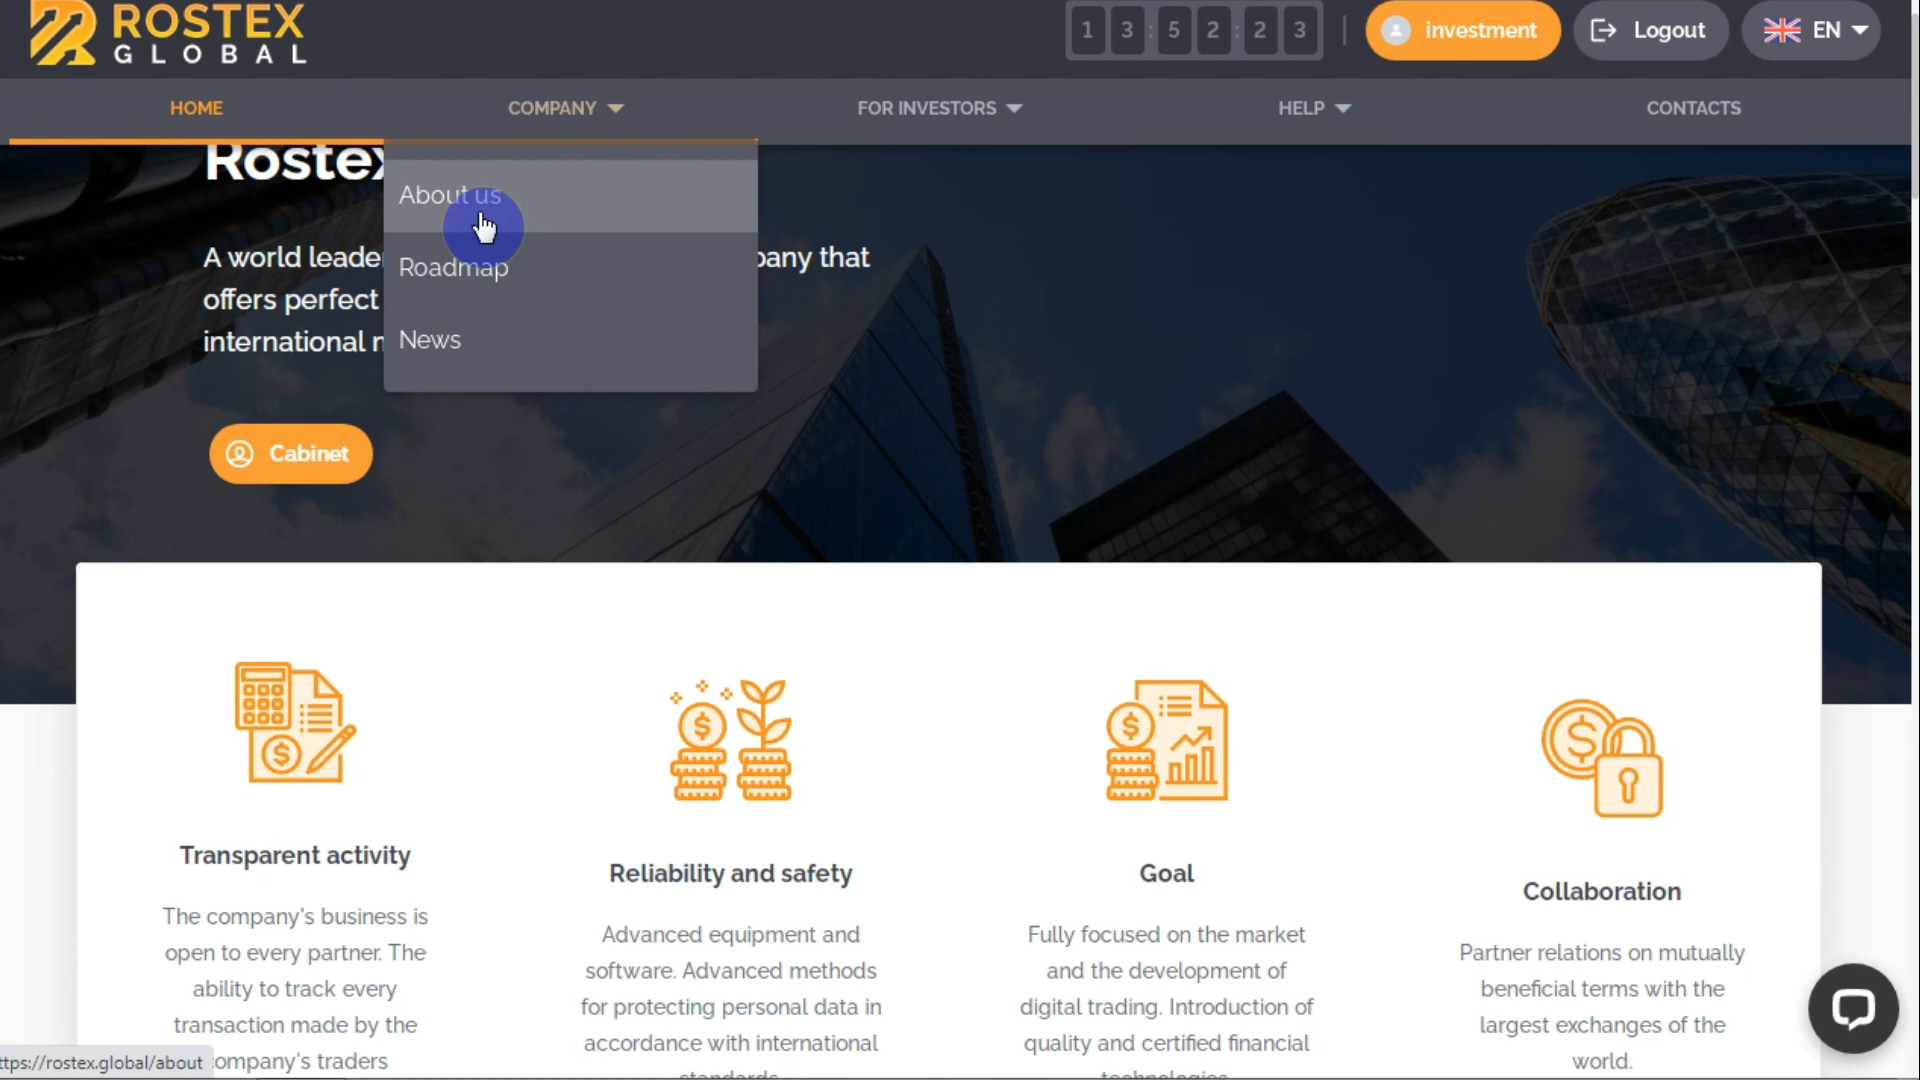 ROSTEX
GLOBAL
1 3 : 5 2 : 2 3
investment
Logout
EN
HOME
COMPANY
FOR INVESTORS
HELP
CONTACTS
Rostex
About us
Roadmap
News
A world leade
pany that
offers perfect
international
Cabinet
Transparent activity
The company's business is
open to every partner. The
ability to track every
transaction made by the
company's traders
Reliability and safety
Advanced equipment and
software. Advanced methods
for protecting personal data in
accordance with international
standards.
Goal
Fully focused on the market
and the development of
digital trading. Introduction of
quality and certified financial
technologies.
Collaboration
Partner relations on mutually
beneficial terms with the
largest exchanges of the
world.
ttps://rostex.global/about